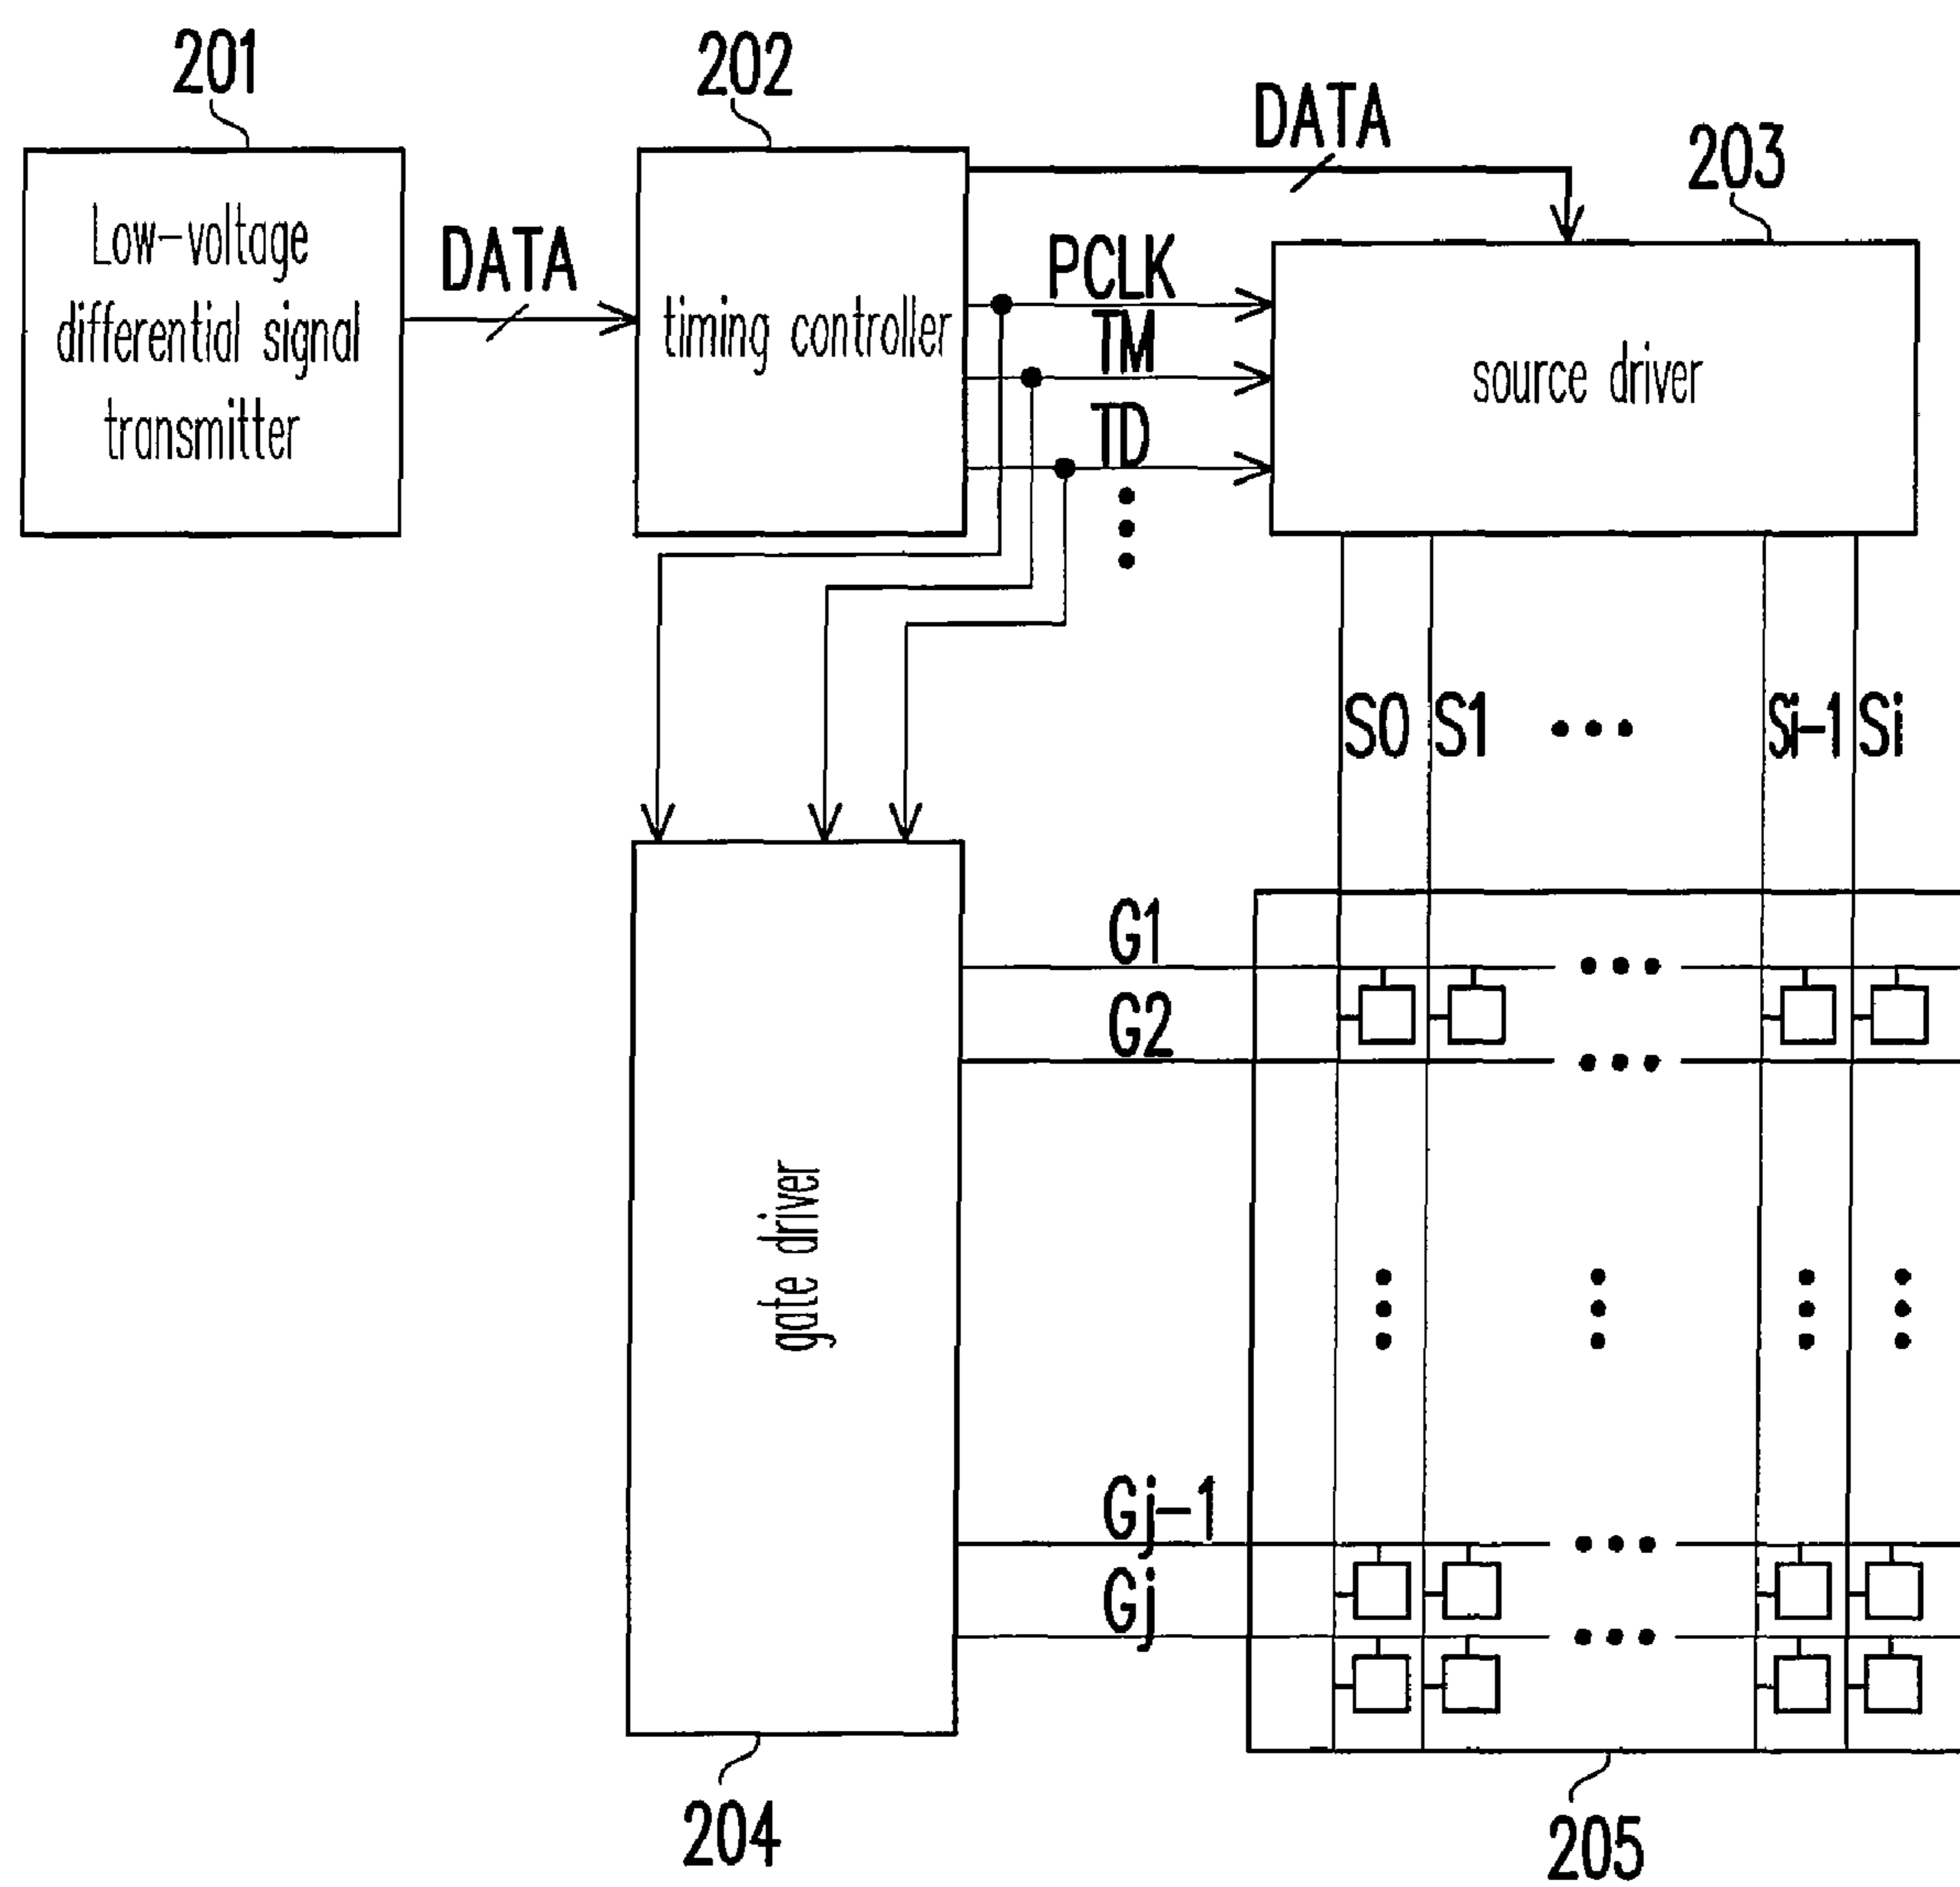 201
202
DATA
203
Low-voltage
differential signal
transmitter
DATA
timing controller
PCLK
TM
TD
source driver
S0 S1 ••• Si-1 Si
G1
G2
gate driver
Gj-1
Gj
204
205